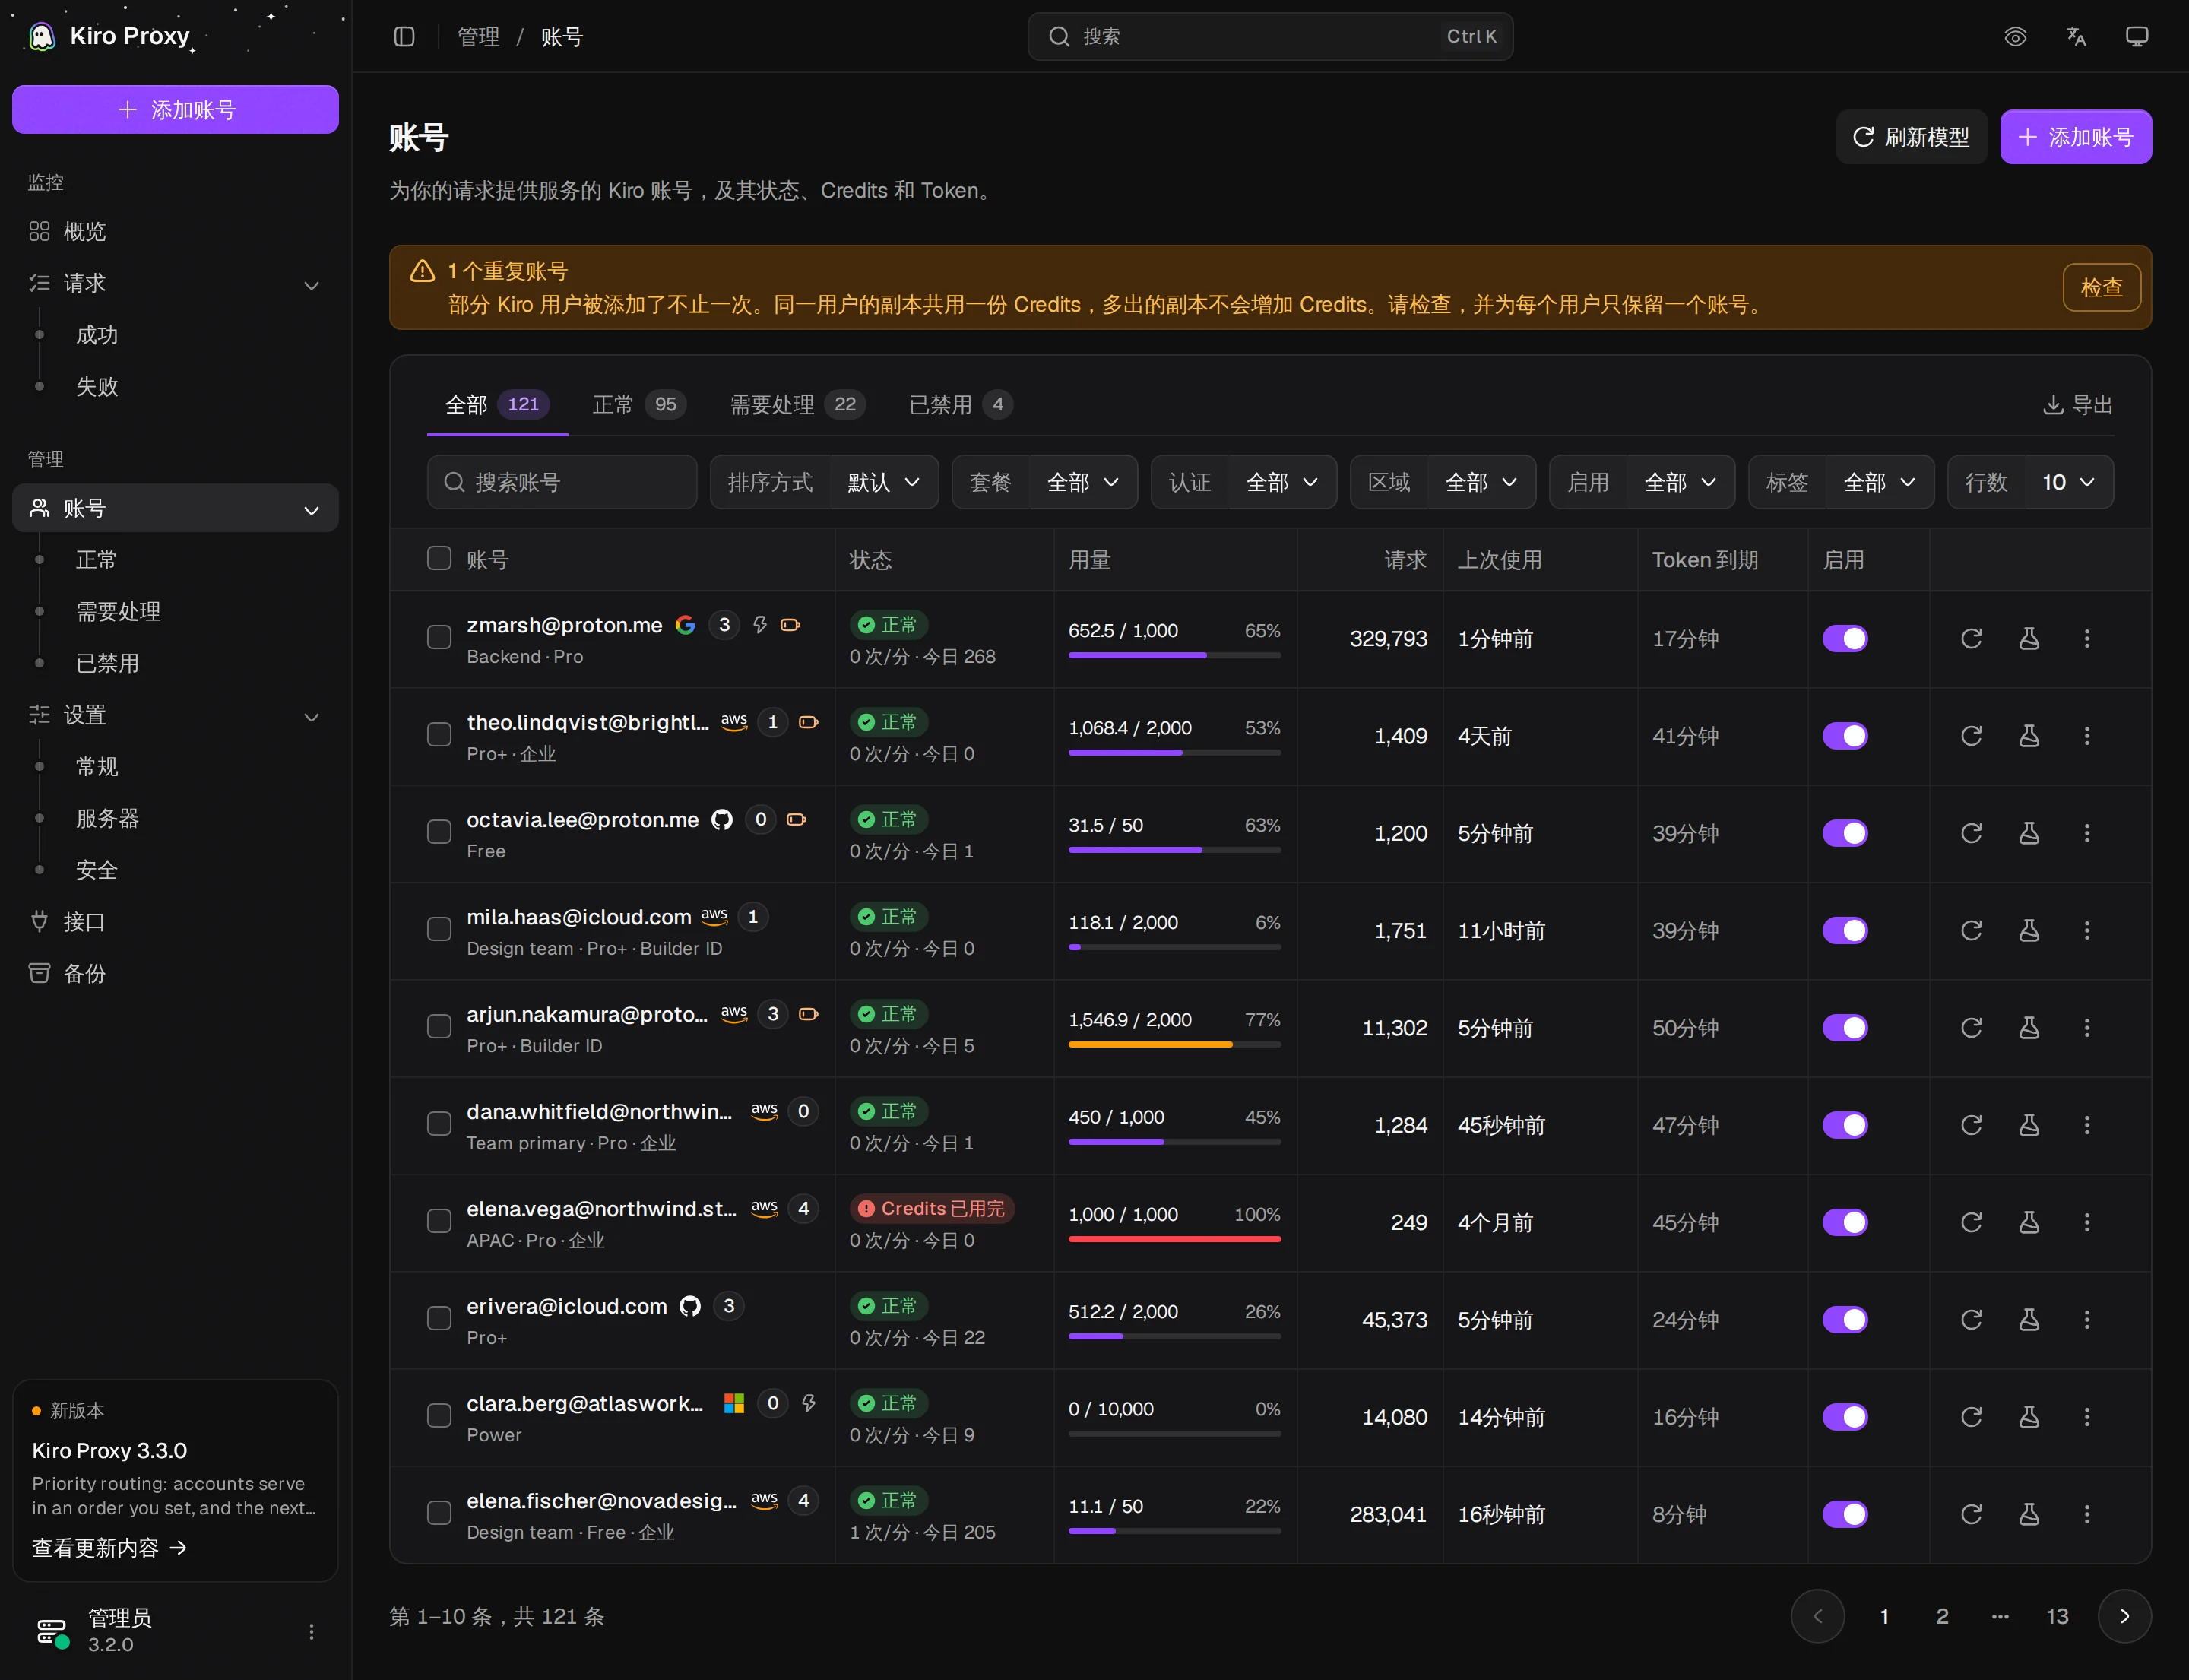 Kiro Proxy
添加账号
监控
概览
请求
成功
失败
管理
账号
正常
需要处理
已禁用
设置
常规
服务器
安全
接口
备份
新版本
Kiro Proxy 3.3.0
Priority routing: accounts serve
in an order you set, and the next...
查看更新内容
管理员
3.2.0
管理 / 账号
搜索 Ctrl K
账号
刷新模型 添加账号
为你的请求提供服务的 Kiro 账号，及其状态、Credits 和 Token。
1 个重复账号
部分 Kiro 用户被添加了不止一次。同一用户的副本共用一份 Credits，多出的副本不会增加 Credits。请检查，并为每个用户只保留一个账号。
检查
全部 121 正常 95 需要处理 22 已禁用 4 导出
搜索账号 排序方式 默认 套餐 全部 认证 全部 区域 全部 启用 全部 标签 全部 行数 10
账号 状态 用量 请求 上次使用 Token 到期 启用
zmarsh@proton.me 3 正常 652.5 / 1,000 65% 329,793 1分钟前 17分钟
Backend · Pro 0 次/分 · 今日 268
theo.lindqvist@brightl... aws 1 正常 1,068.4 / 2,000 53% 1,409 4天前 41分钟
Pro+ · 企业 0 次/分 · 今日 0
octavia.lee@proton.me 0 正常 31.5 / 50 63% 1,200 5分钟前 39分钟
Free 0 次/分 · 今日 1
mila.haas@icloud.com aws 1 正常 118.1 / 2,000 6% 1,751 11小时前 39分钟
Design team · Pro+ · Builder ID 0 次/分 · 今日 0
arjun.nakamura@proto... aws 3 正常 1,546.9 / 2,000 77% 11,302 5分钟前 50分钟
Pro+ · Builder ID 0 次/分 · 今日 5
dana.whitfield@northwin... aws 0 正常 450 / 1,000 45% 1,284 45秒钟前 47分钟
Team primary · Pro · 企业 0 次/分 · 今日 1
elena.vega@northwind.st... aws 4 Credits 已用完 1,000 / 1,000 100% 249 4个月前 45分钟
APAC · Pro · 企业 0 次/分 · 今日 0
erivera@icloud.com 3 正常 512.2 / 2,000 26% 45,373 5分钟前 24分钟
Pro+ 0 次/分 · 今日 22
clara.berg@atlaswork... 0 正常 0 / 10,000 0% 14,080 14分钟前 16分钟
Power 0 次/分 · 今日 9
elena.fischer@novadesig... aws 4 正常 11.1 / 50 22% 283,041 16秒钟前 8分钟
Design team · Free · 企业 1 次/分 · 今日 205
第 1–10 条，共 121 条 1 2 ··· 13